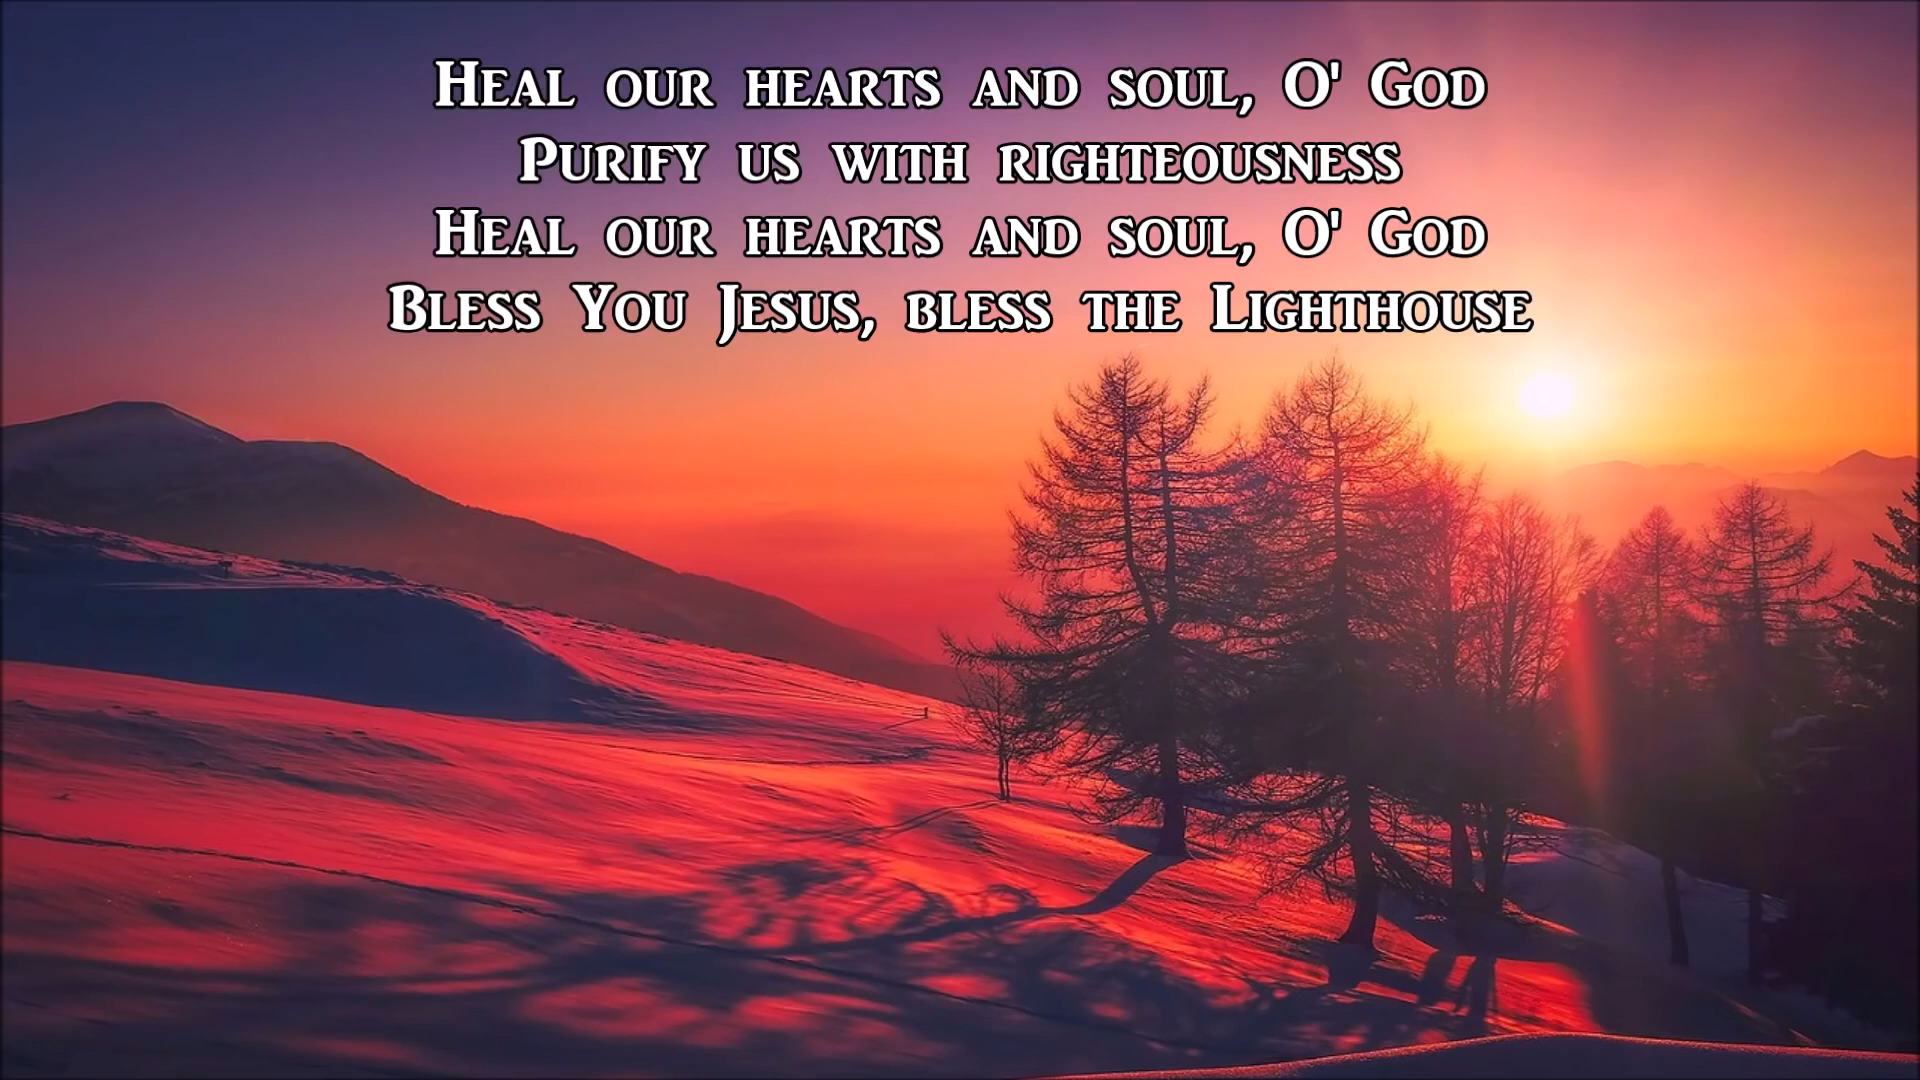 Heal our hearts and soul, O' God
Purify us with righteousness
Heal our hearts and soul, O' God
Bless You Jesus, bless the Lighthouse